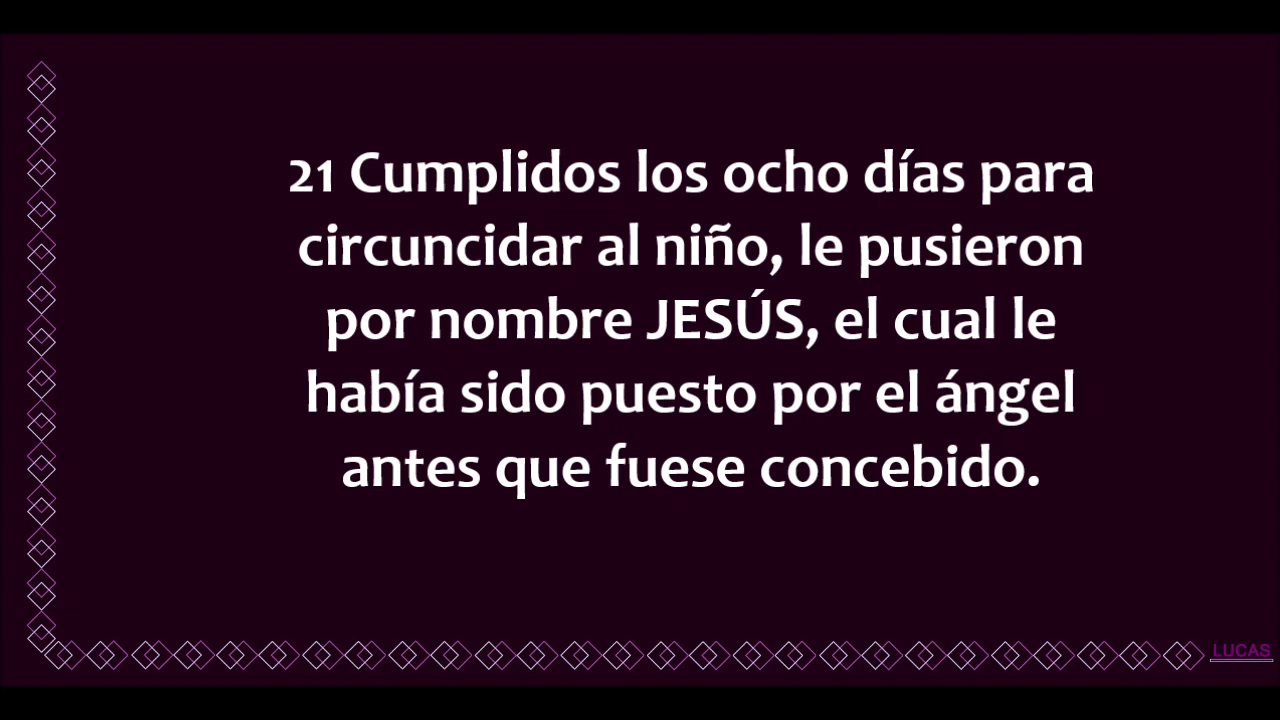 21 Cumplidos los ocho días para
circuncidar al niño, le pusieron
por nombre JESÚS, el cual le
había sido puesto por el ángel
antes que fuese concebido.
LUCAS